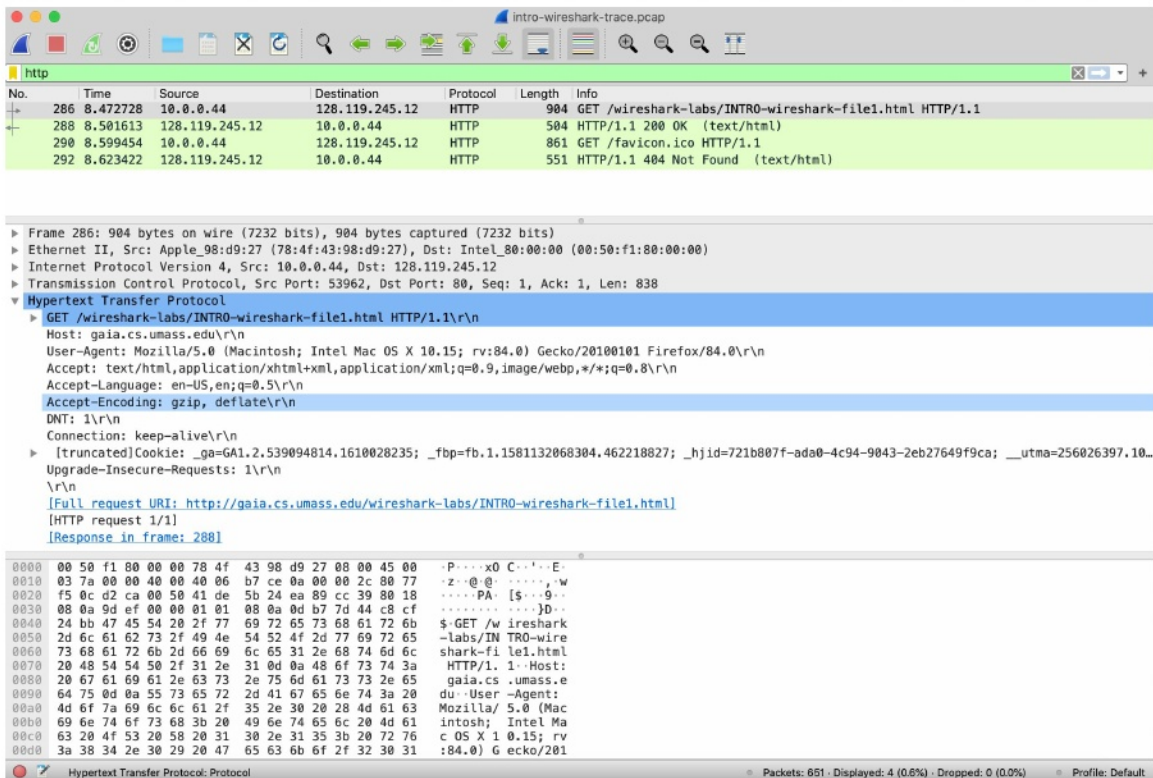 intro-wireshark-trace.pcap
http
No. Time Source Destination Protocol Length Info
286 8.472728 10.0.0.44 128.119.245.12 HTTP 904 GET /wireshark-labs/INTRO-wireshark-file1.html HTTP/1.1
288 8.501613 128.119.245.12 10.0.0.44 HTTP 504 HTTP/1.1 200 OK (text/html)
290 8.599454 10.0.0.44 128.119.245.12 HTTP 861 GET /favicon.ico HTTP/1.1
292 8.623422 128.119.245.12 10.0.0.44 HTTP 551 HTTP/1.1 404 Not Found (text/html)
Frame 286: 904 bytes on wire (7232 bits), 904 bytes captured (7232 bits)
Ethernet II, Src: Apple_98:d9:27 (78:4f:43:98:d9:27), Dst: Intel_80:00:00 (00:50:f1:80:00:00)
Internet Protocol Version 4, Src: 10.0.0.44, Dst: 128.119.245.12
Transmission Control Protocol, Src Port: 53962, Dst Port: 80, Seq: 1, Ack: 1, Len: 838
Hypertext Transfer Protocol
GET /wireshark-labs/INTRO-wireshark-file1.html HTTP/1.1\r\n
Host: gaia.cs.umass.edu\r\n
User-Agent: Mozilla/5.0 (Macintosh; Intel Mac OS X 10.15; rv:84.0) Gecko/20100101 Firefox/84.0\r\n
Accept: text/html,application/xhtml+xml,application/xml;q=0.9,image/webp,*/*;q=0.8\r\n
Accept-Language: en-US,en;q=0.5\r\n
Accept-Encoding: gzip, deflate\r\n
DNT: 1\r\n
Connection: keep-alive\r\n
[truncated]Cookie: _ga=GA1.2.539094814.1610028235; _fbp=fb.1.1581132068304.462218827; _hjid=721b807f-ada0-4c94-9043-2eb27649f9ca; __utma=256026397.10…
Upgrade-Insecure-Requests: 1\r\n
\r\n
[Full request URI: http://gaia.cs.umass.edu/wireshark-labs/INTRO-wireshark-file1.html]
[HTTP request 1/1]
[Response in frame: 288]
0000 00 50 f1 80 00 00 78 4f 43 98 d9 27 08 00 45 00 ·P····xO C··'··E·
0010 03 7a 00 00 40 00 40 06 b7 ce 0a 00 00 2c 80 77 ·z··@·@· ·····,·w
0020 f5 0c d2 ca 00 50 41 de 5b 24 ea 89 cc 39 80 18 ·····PA· [$···9··
0030 08 0a 9d ef 00 00 01 01 08 0a 0d b7 7d 44 c8 cf ········ ····}D··
0040 24 bb 47 45 54 20 2f 77 69 72 65 73 68 61 72 6b $·GET /w ireshark
0050 2d 6c 61 62 73 2f 49 4e 54 52 4f 2d 77 69 72 65 -labs/IN TRO-wire
0060 73 68 61 72 6b 2d 66 69 6c 65 31 2e 68 74 6d 6c shark-fi le1.html
0070 20 48 54 54 50 2f 31 2e 31 0d 0a 48 6f 73 74 3a HTTP/1. 1··Host:
0080 20 67 61 69 61 2e 63 73 2e 75 6d 61 73 73 2e 65 gaia.cs .umass.e
0090 64 75 0d 0a 55 73 65 72 2d 41 67 65 6e 74 3a 20 du··User -Agent:
00a0 4d 6f 7a 69 6c 6c 61 2f 35 2e 30 20 28 4d 61 63 Mozilla/ 5.0 (Mac
00b0 69 6e 74 6f 73 68 3b 20 49 6e 74 65 6c 20 4d 61 intosh; Intel Ma
00c0 63 20 4f 53 20 58 20 31 30 2e 31 35 3b 20 72 76 c OS X 1 0.15; rv
00d0 3a 38 34 2e 30 29 20 47 65 63 6b 6f 2f 32 30 31 :84.0) G ecko/201
Hypertext Transfer Protocol: Protocol Packets: 651 · Displayed: 4 (0.6%) · Dropped: 0 (0.0%) Profile: Default